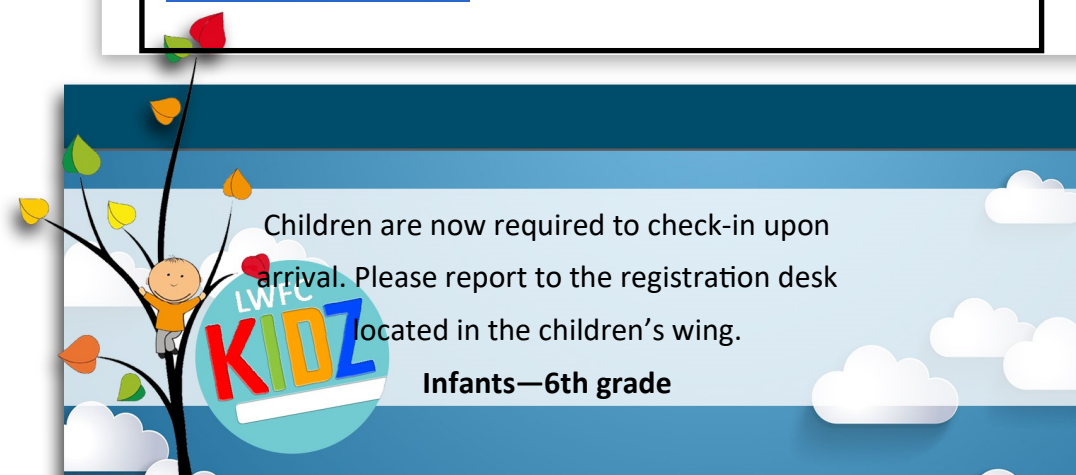 Children are now required to check-in upon
arrival. Please report to the registration desk
located in the children's wing.
Infants—6th grade
LWFC
KIDZ